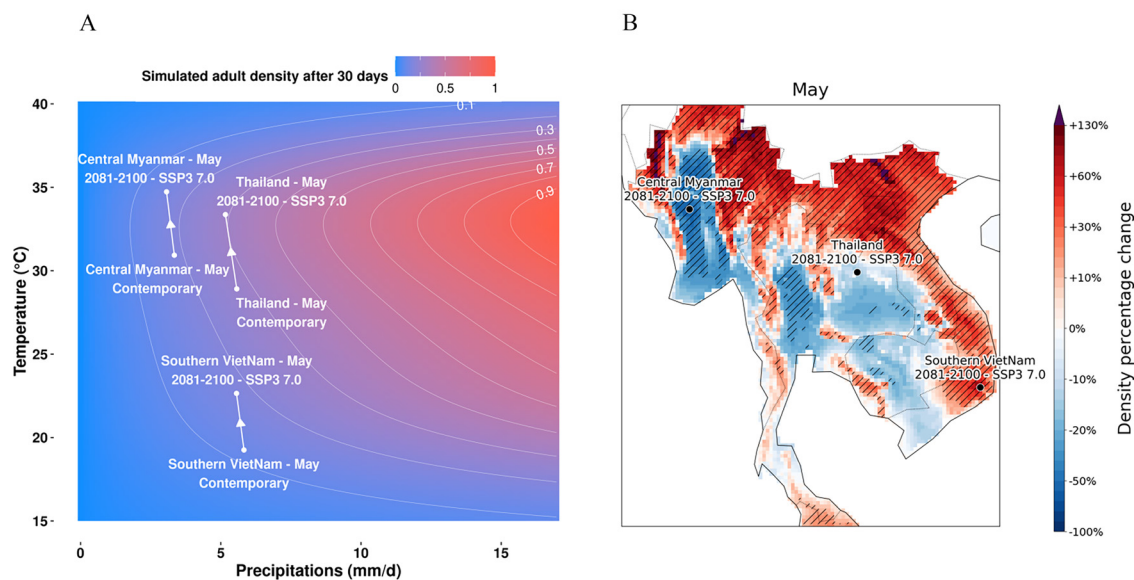 A
B
Simulated adult density after 30 days
0
0.5
1
May
40
35
30
25
20
15
Temperature (°C)
0.1
0.3
0.5
0.7
0.9
Central Myanmar - May
2081-2100 - SSP3 7.0
Thailand - May
2081-2100 - SSP3 7.0
Central Myanmar - May
Contemporary
Thailand - May
Contemporary
Southern VietNam - May
2081-2100 - SSP3 7.0
Southern VietNam - May
Contemporary
0
5
10
15
Precipitations (mm/d)
Central Myanmar
2081-2100 - SSP3 7.0
Thailand
2081-2100 - SSP3 7.0
Southern VietNam
2081-2100 - SSP3 7.0
+130%
+60%
+30%
+10%
0%
-10%
-20%
-50%
-100%
Density percentage change